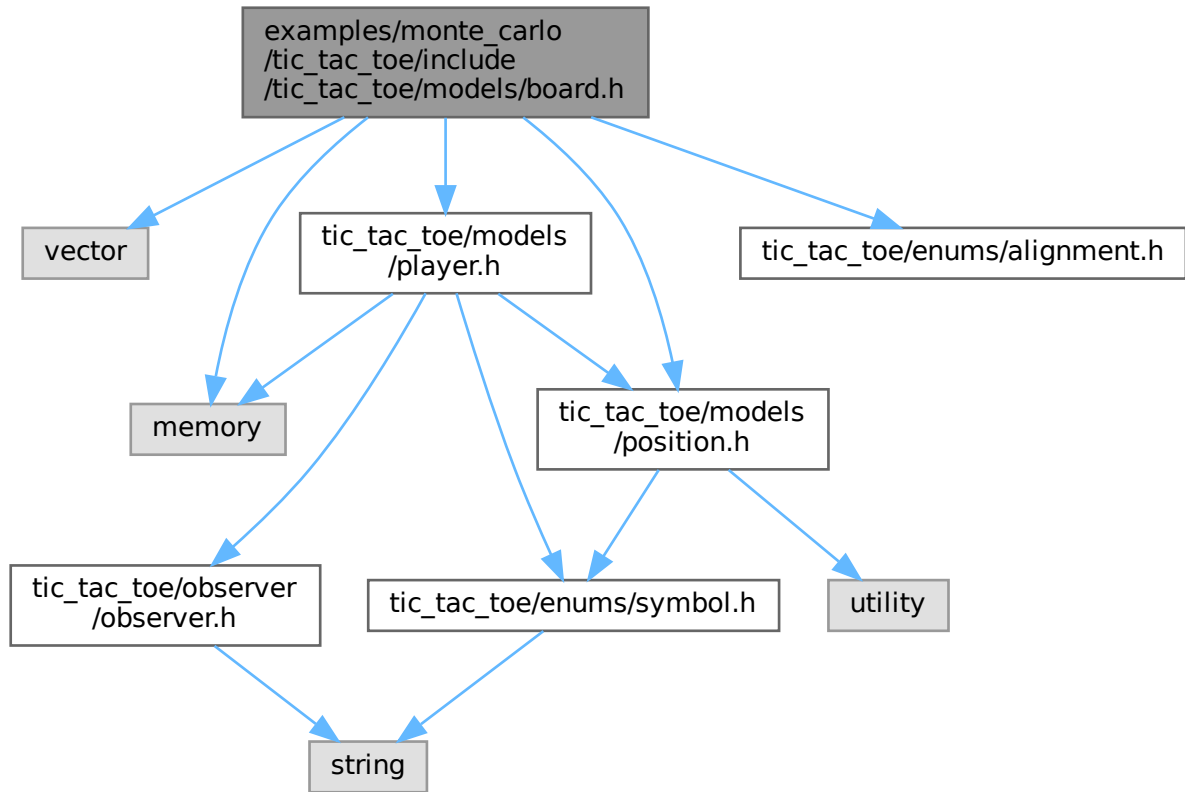 examples/monte_carlo
/tic_tac_toe/include
/tic_tac_toe/models/board.h
vector
tic_tac_toe/models
/player.h
tic_tac_toe/enums/alignment.h
memory
tic_tac_toe/models
/position.h
tic_tac_toe/observer
/observer.h
tic_tac_toe/enums/symbol.h
utility
string